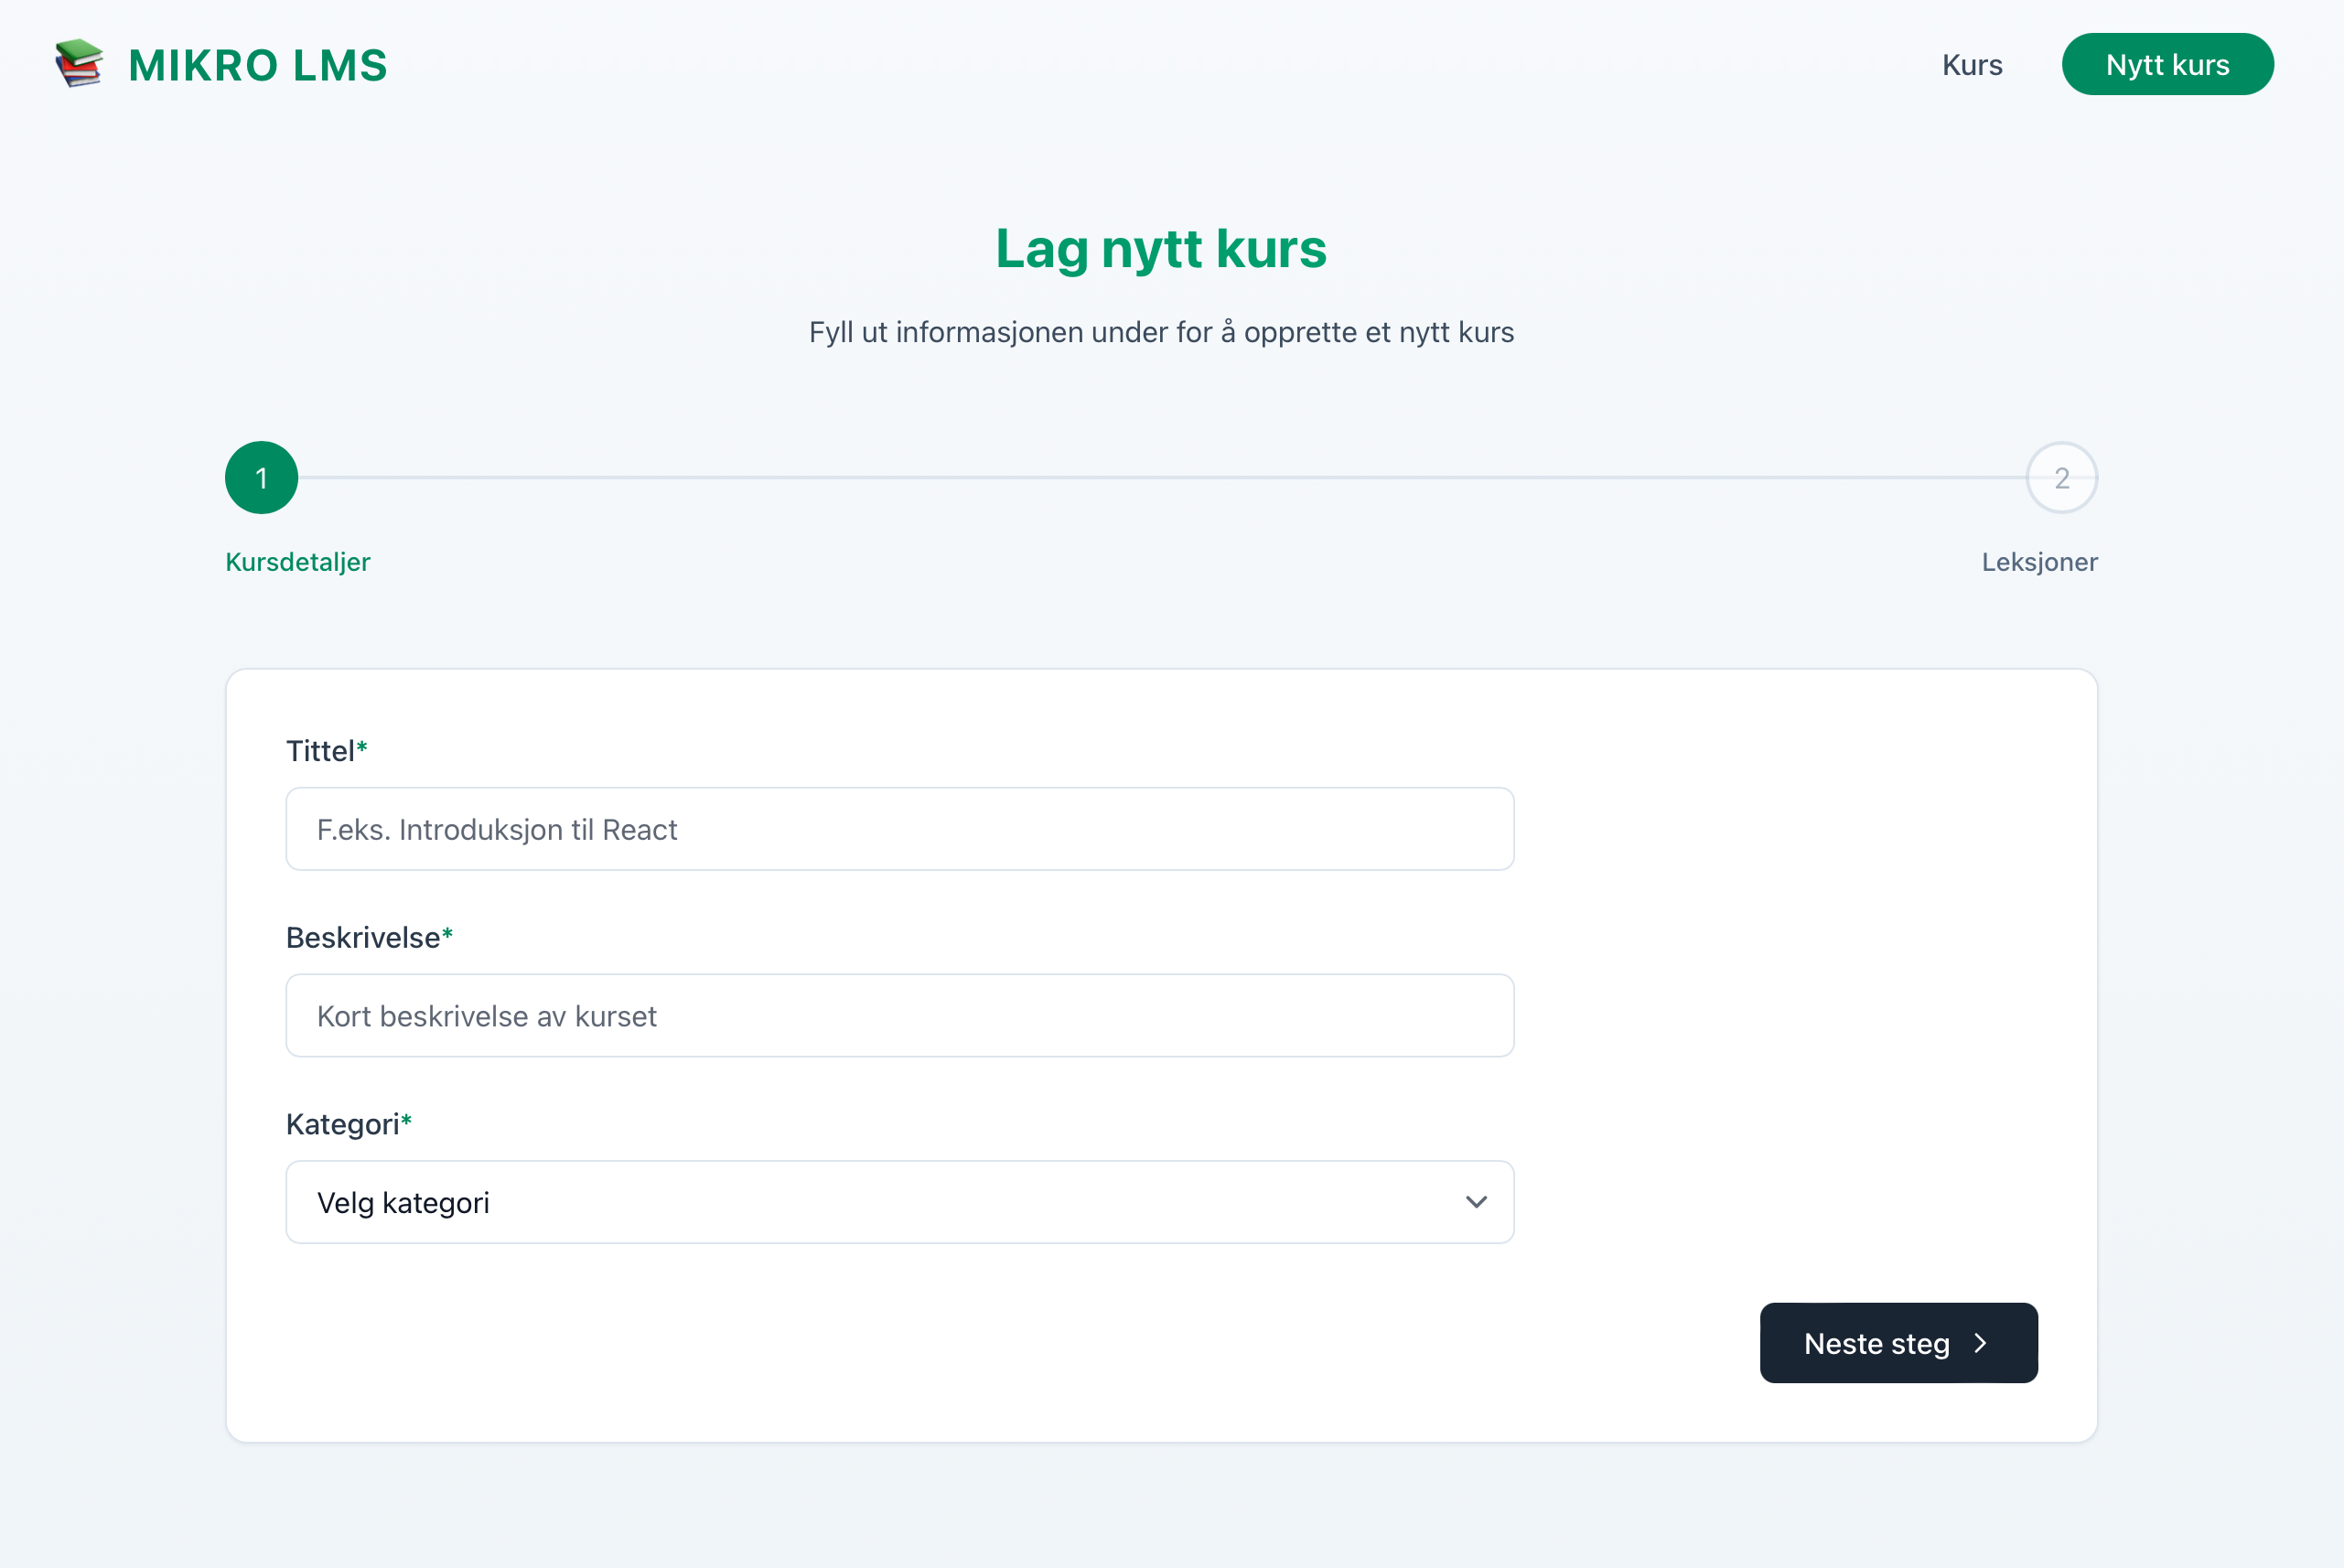 MIKRO LMS
Kurs
Nytt kurs
Lag nytt kurs
Fyll ut informasjonen under for å opprette et nytt kurs
1
2
Kursdetaljer
Leksjoner
Tittel*
F.eks. Introduksjon til React
Beskrivelse*
Kort beskrivelse av kurset
Kategori*
Velg kategori
Neste steg